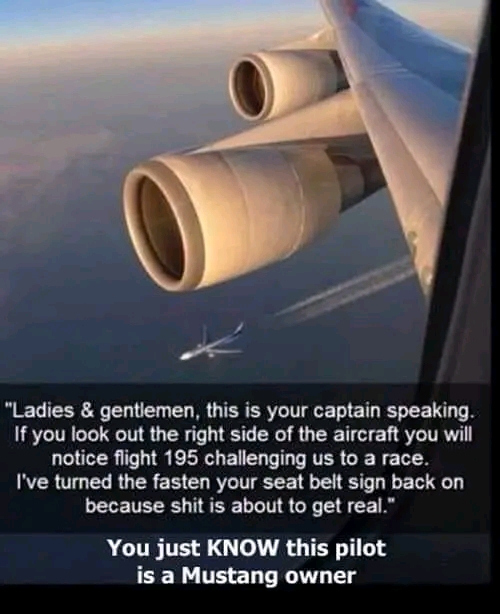 "Ladies & gentlemen, this is your captain speaking.
If you look out the right side of the aircraft you will
notice flight 195 challenging us to a race.
I've turned the fasten your seat belt sign back on
because shit is about to get real."
You just KNOW this pilot
is a Mustang owner